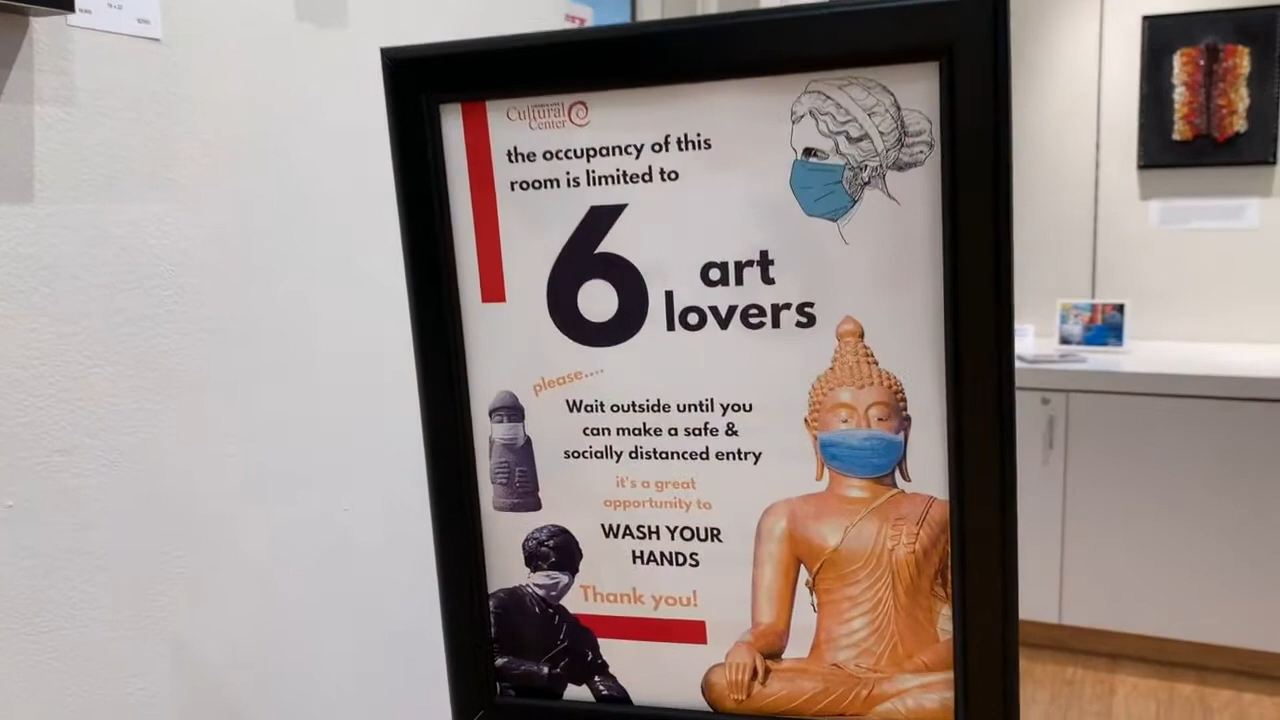 Cultural
Center
the occupancy of this
room is limited to
6 art
lovers
please....
Wait outside until you
can make a safe &
socially distanced entry
it's a great
opportunity to
WASH YOUR
HANDS
Thank you!